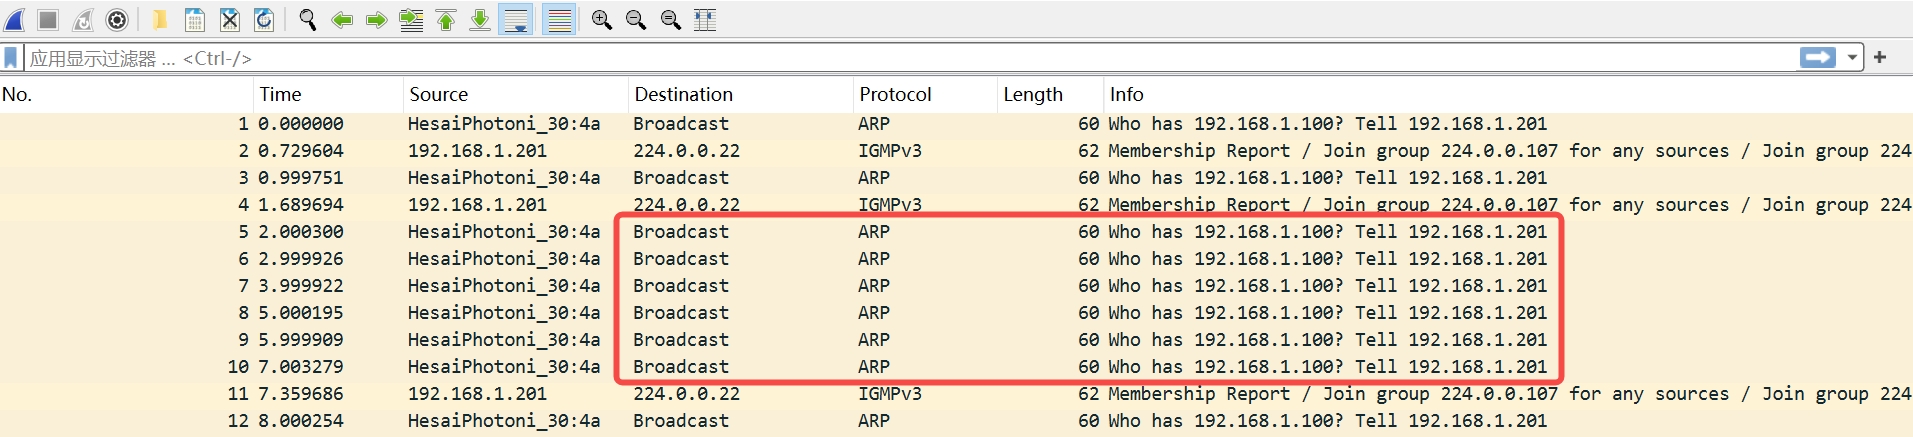 应用显示过滤器 … <Ctrl-/>
No. Time Source Destination Protocol Length Info
1 0.000000 HesaiPhotoni_30:4a Broadcast ARP 60 Who has 192.168.1.100? Tell 192.168.1.201
2 0.729604 192.168.1.201 224.0.0.22 IGMPv3 62 Membership Report / Join group 224.0.0.107 for any sources / Join group 224
3 0.999751 HesaiPhotoni_30:4a Broadcast ARP 60 Who has 192.168.1.100? Tell 192.168.1.201
4 1.689694 192.168.1.201 224.0.0.22 IGMPv3 62 Membership Report / Join group 224.0.0.107 for any sources / Join group 224
5 2.000300 HesaiPhotoni_30:4a Broadcast ARP 60 Who has 192.168.1.100? Tell 192.168.1.201
6 2.999926 HesaiPhotoni_30:4a Broadcast ARP 60 Who has 192.168.1.100? Tell 192.168.1.201
7 3.999922 HesaiPhotoni_30:4a Broadcast ARP 60 Who has 192.168.1.100? Tell 192.168.1.201
8 5.000195 HesaiPhotoni_30:4a Broadcast ARP 60 Who has 192.168.1.100? Tell 192.168.1.201
9 5.999909 HesaiPhotoni_30:4a Broadcast ARP 60 Who has 192.168.1.100? Tell 192.168.1.201
10 7.003279 HesaiPhotoni_30:4a Broadcast ARP 60 Who has 192.168.1.100? Tell 192.168.1.201
11 7.359686 192.168.1.201 224.0.0.22 IGMPv3 62 Membership Report / Join group 224.0.0.107 for any sources / Join group 224
12 8.000254 HesaiPhotoni_30:4a Broadcast ARP 60 Who has 192.168.1.100? Tell 192.168.1.201